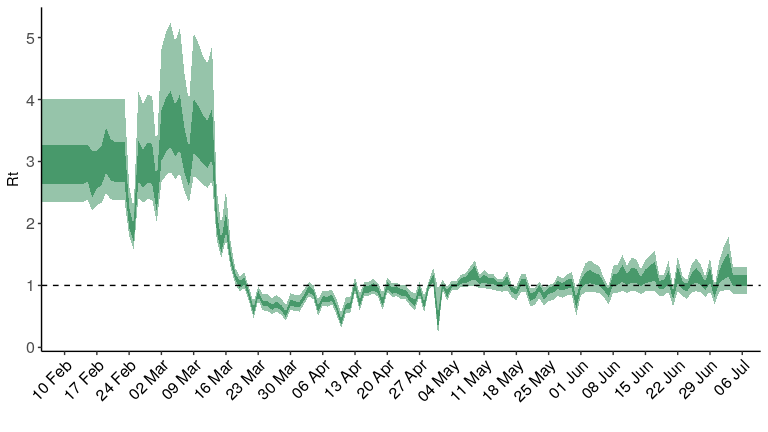 5
4
3
2
1
0
Rt
10 Feb
17 Feb
24 Feb
02 Mar
09 Mar
16 Mar
23 Mar
30 Mar
06 Apr
13 Apr
20 Apr
27 Apr
04 May
11 May
18 May
25 May
01 Jun
08 Jun
15 Jun
22 Jun
29 Jun
06 Jul